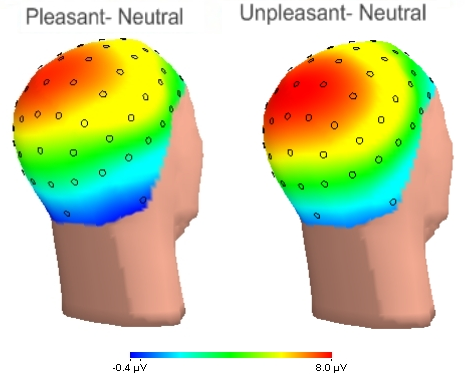 Pleasant- Neutral
Unpleasant- Neutral
-0.4 µV
8.0 µV